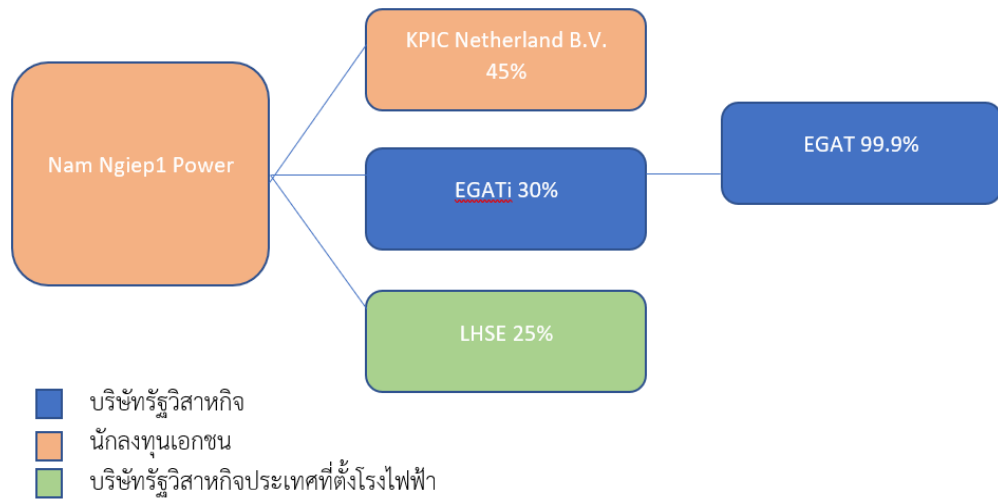 Nam Ngiep1 Power
KPIC Netherland B.V.
45%
EGATi 30%
LHSE 25%
EGAT 99.9%
บริษัทรัฐวิสาหกิจ
นักลงทุนเอกชน
บริษัทรัฐวิสาหกิจประเทศที่ตั้งโรงไฟฟ้า